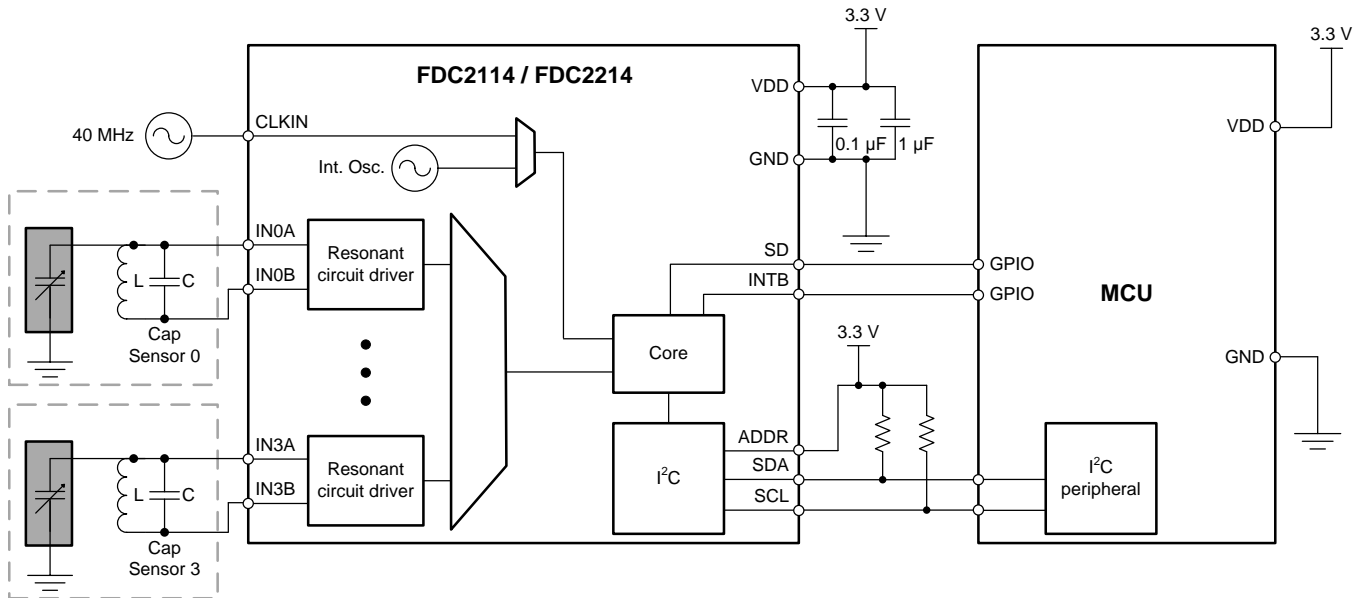 3.3 V
3.3 V
FDC2114 / FDC2214
VDD
40 MHz
CLKIN
VDD
0.1 µF
1 µF
Int. Osc.
GND
IN0A
Resonant
circuit driver
SD
GPIO
L
C
IN0B
INTB
GPIO
MCU
Cap
Sensor 0
3.3 V
Core
GND
IN3A
Resonant
circuit driver
ADDR
L
C
IN3B
I²C
SDA
I²C
peripheral
SCL
Cap
Sensor 3